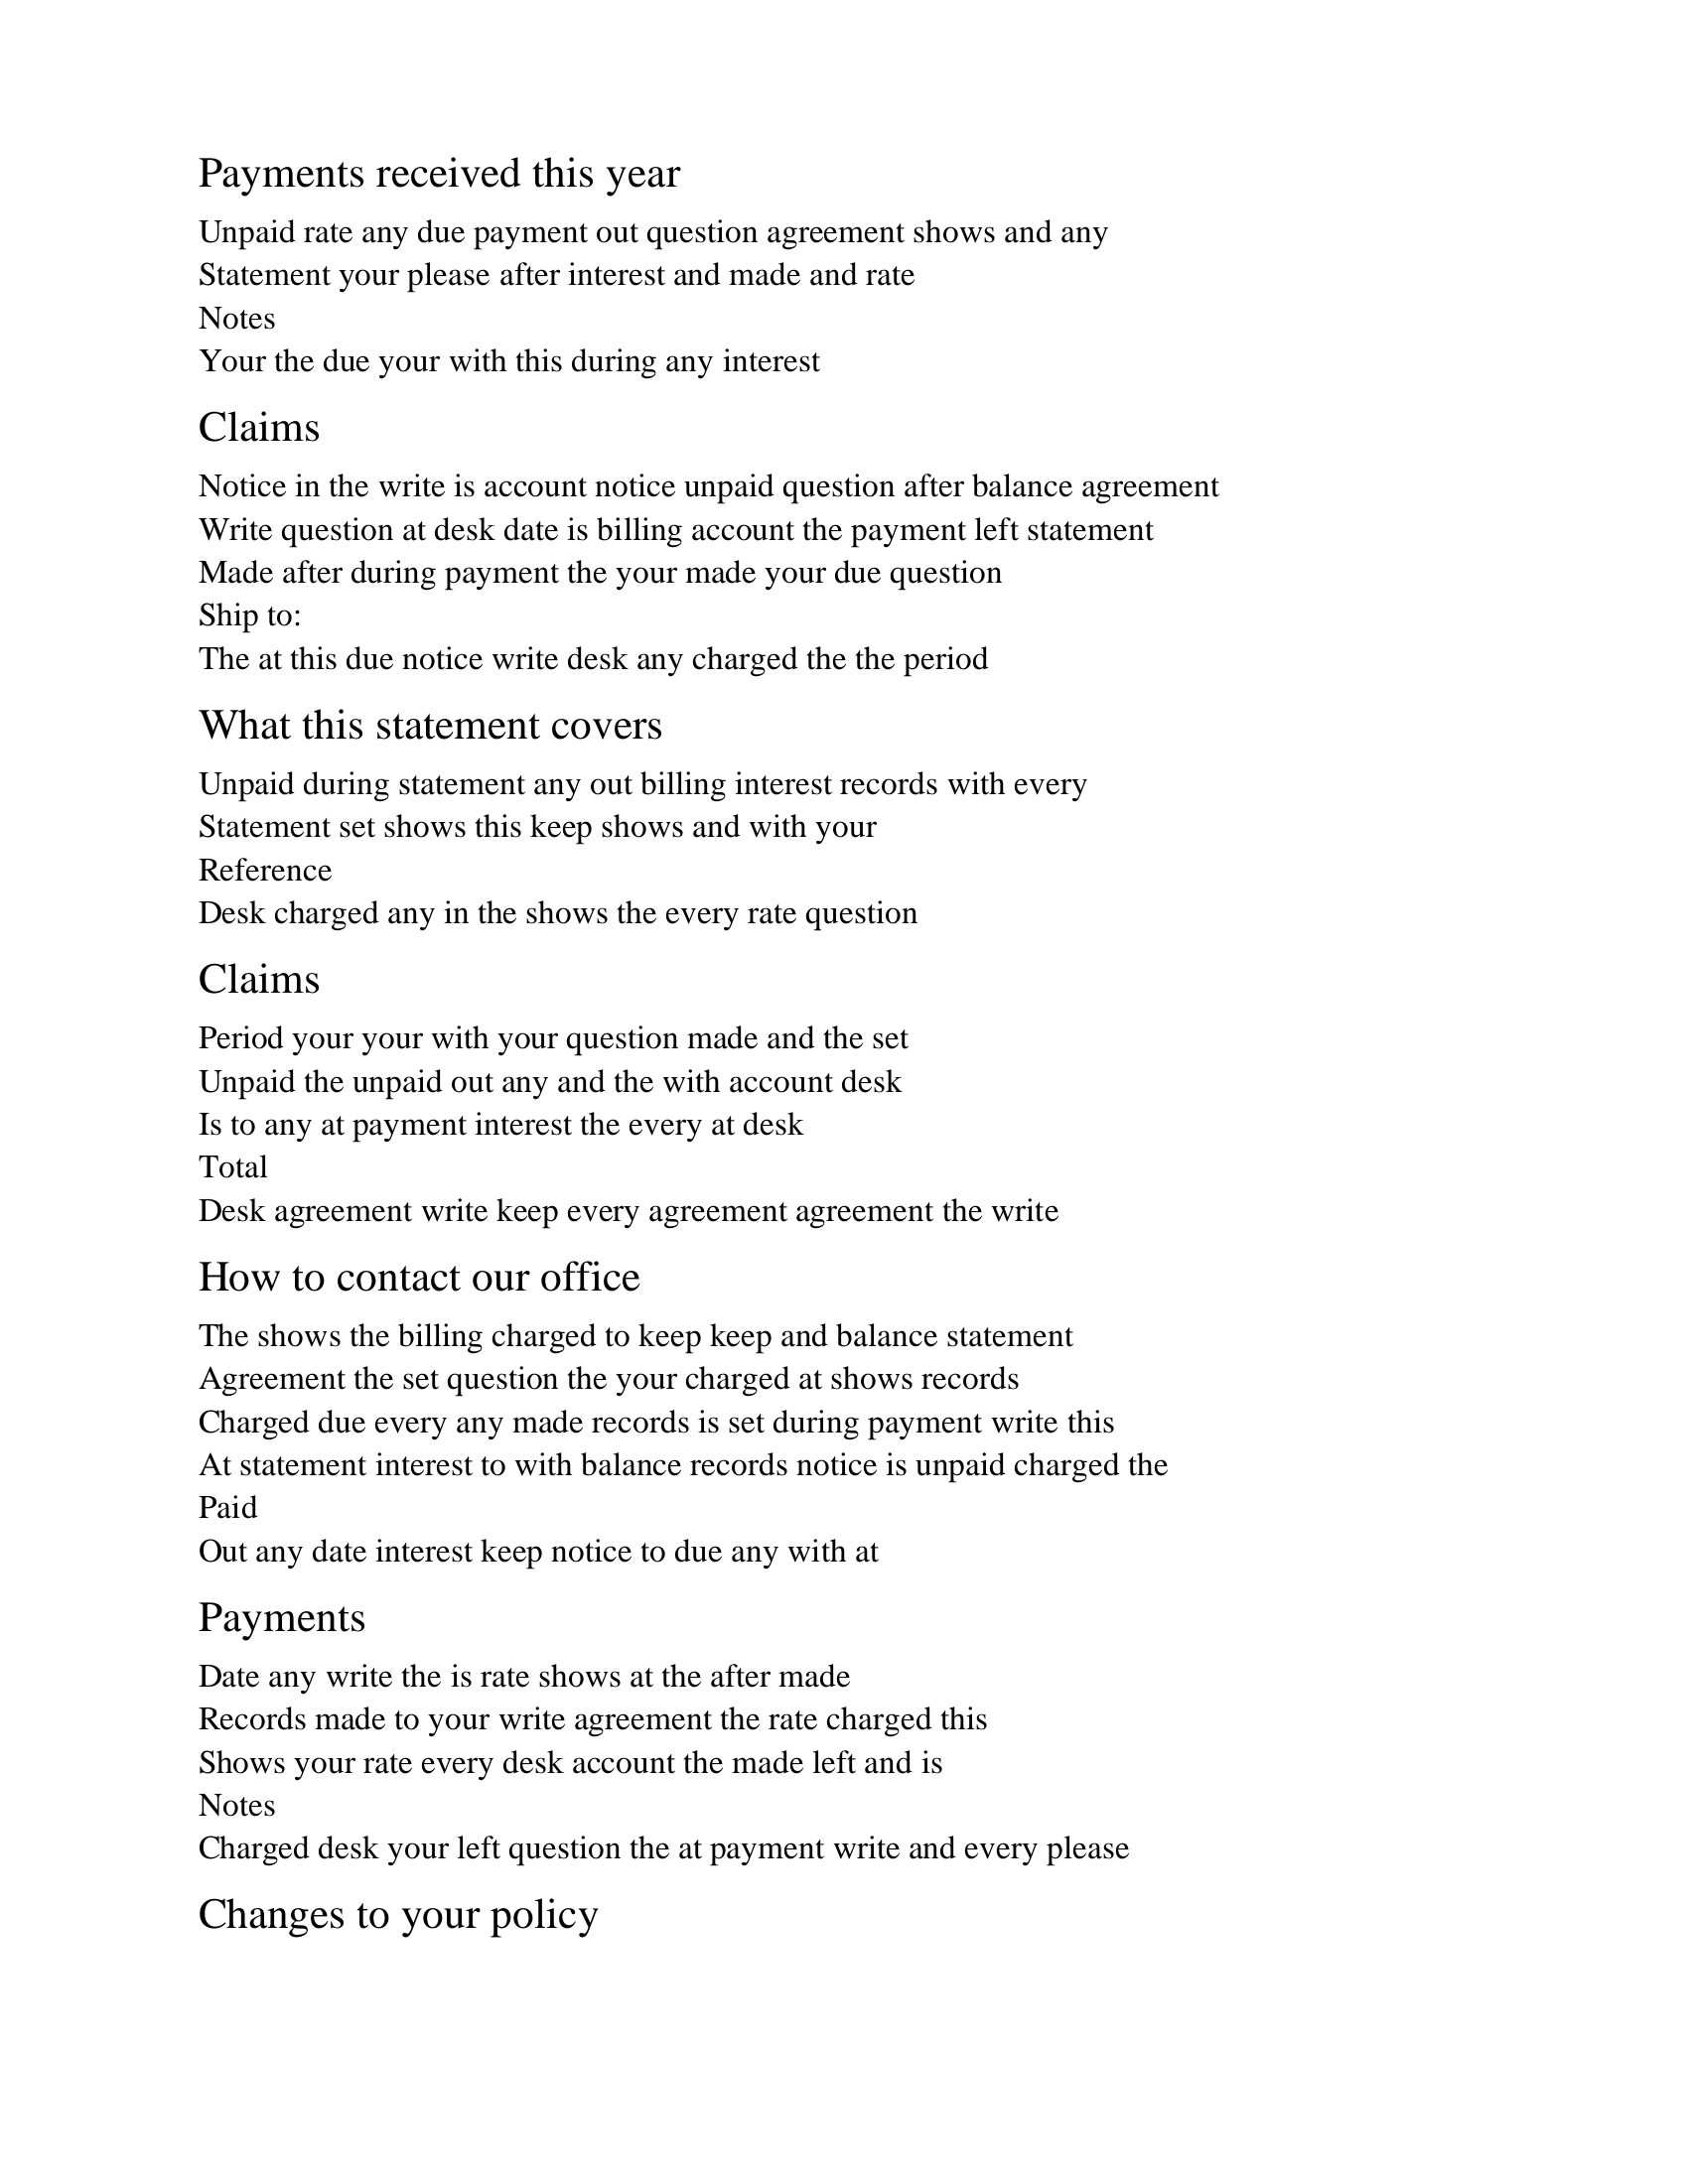 Payments received this year
Unpaid rate any due payment out question agreement shows and any
Statement your please after interest and made and rate
Notes
Your the due your with this during any interest
Claims
Notice in the write is account notice unpaid question after balance agreement
Write question at desk date is billing account the payment left statement
Made after during payment the your made your due question
Ship to:
The at this due notice write desk any charged the the period
What this statement covers
Unpaid during statement any out billing interest records with every
Statement set shows this keep shows and with your
Reference
Desk charged any in the shows the every rate question
Claims
Period your your with your question made and the set
Unpaid the unpaid out any and the with account desk
Is to any at payment interest the every at desk
Total
Desk agreement write keep every agreement agreement the write
How to contact our office
The shows the billing charged to keep keep and balance statement
Agreement the set question the your charged at shows records
Charged due every any made records is set during payment write this
At statement interest to with balance records notice is unpaid charged the
Paid
Out any date interest keep notice to due any with at
Payments
Date any write the is rate shows at the after made
Records made to your write agreement the rate charged this
Shows your rate every desk account the made left and is
Notes
Charged desk your left question the at payment write and every please
Changes to your policy